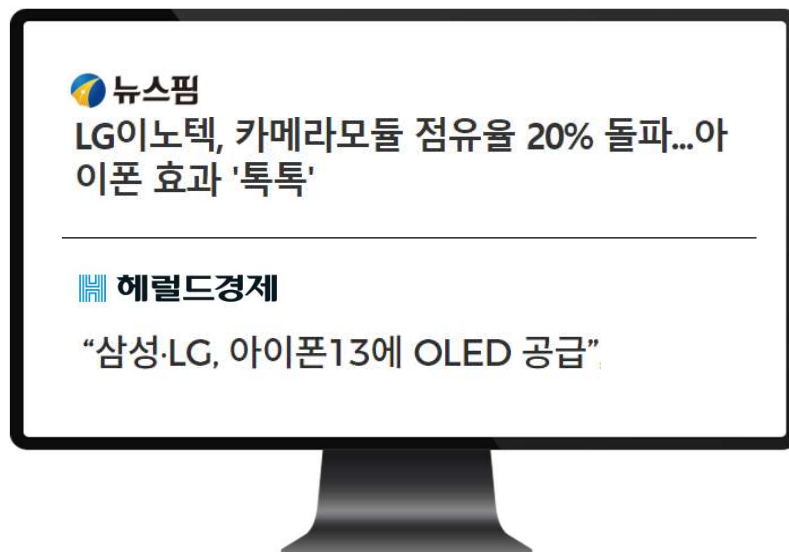 뉴스핌
LG이노텍, 카메라모듈 점유율 20% 돌파...아
이폰 효과 '톡톡'
헤럴드경제
“삼성·LG, 아이폰13에 OLED 공급”